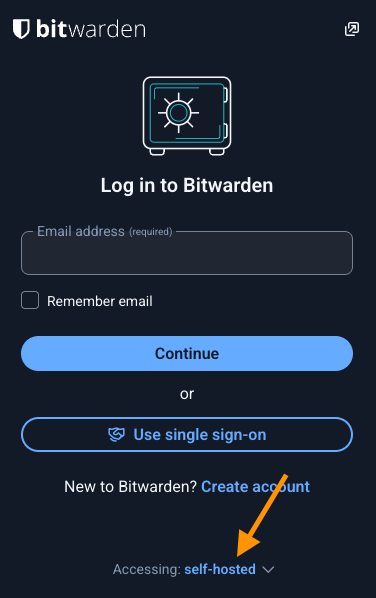 bitwarden
Log in to Bitwarden
Email address (required)
Remember email
Continue
or
Use single sign-on
New to Bitwarden? Create account
Accessing: self-hosted